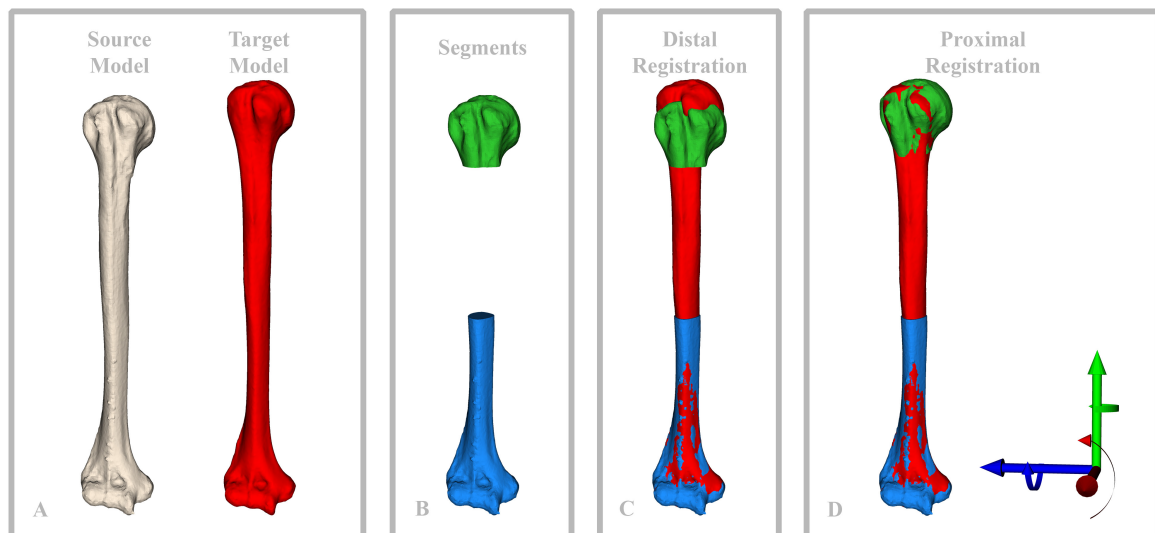 Source
Model
Target
Model
Segments
Distal
Registration
Proximal
Registration
A
B
C
D